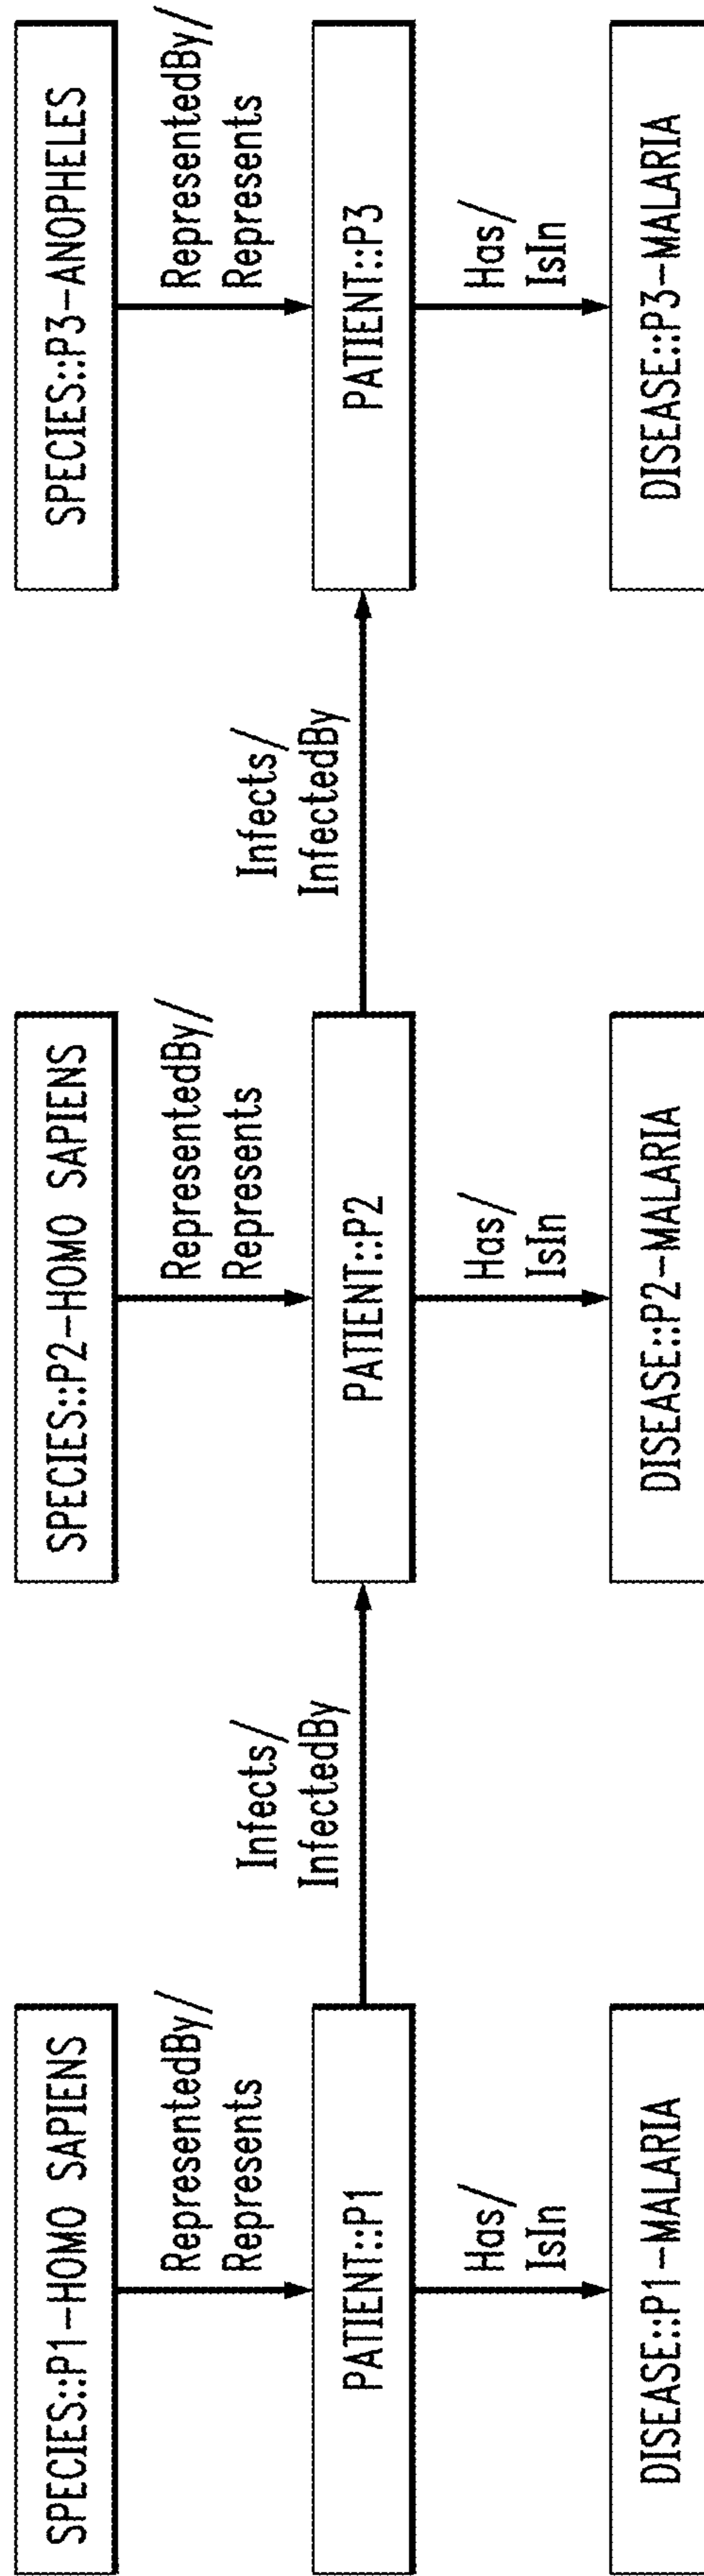 SPECIES::P1-HOMO SAPIENS
RepresentedBy/
Represents
PATIENT::P1
Has/
IsIn
DISEASE::P1-MALARIA
Infects/
InfectedBy
SPECIES::P2-HOMO SAPIENS
RepresentedBy/
Represents
PATIENT::P2
Has/
IsIn
DISEASE::P2-MALARIA
Infects/
InfectedBy
SPECIES::P3-ANOPHELES
RepresentedBy/
Represents
PATIENT::P3
Has/
IsIn
DISEASE::P3-MALARIA